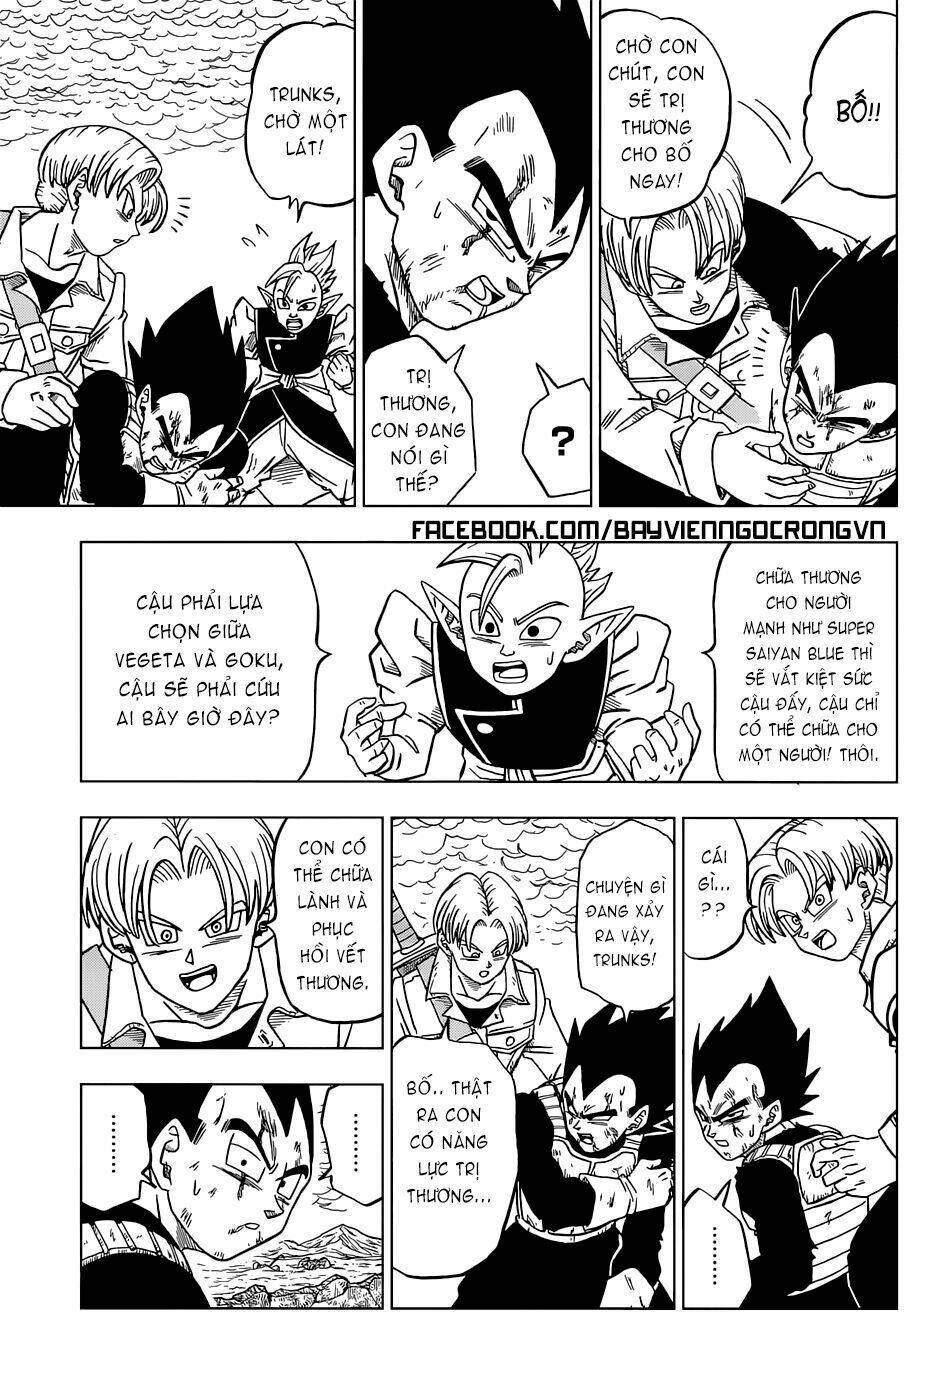 BỐ!!
CHỜ CON
CHÚT, CON
SẼ TRỊ
THƯƠNG
CHO BỐ
NGAY!
?
TRỊ
THƯƠNG,
CON ĐANG
NÓI GÌ
THẾ?
TRUNKS,
CHỜ MỘT
LÁT!
FACEBOOK.COM/BAYVIENNGOCRONGVN
CHỮA THƯƠNG
CHO NGƯỜI
MẠNH NHƯ SUPER
SAIYAN BLUE THÌ
SẼ VẮT KIỆT SỨC
CẬU ĐẤY, CẬU CHỈ
CÓ THỂ CHỮA CHO
MỘT NGƯỜI! THÔI.
CẬU PHẢI LỰA
CHỌN GIỮA
VEGETA VÀ GOKU,
CẬU SẼ PHẢI CỨU
AI BÂY GIỜ ĐÂY?
CÁI
GÌ...
??
.......
CHUYỆN GÌ
ĐANG XẢY
RA VẬY,
TRUNKS!
BỐ.. THẬT
RA CON
CÓ NĂNG
LỰC TRỊ
THƯƠNG...
CON CÓ
THỂ CHỮA
LÀNH VÀ
PHỤC
HỒI VẾT
THƯƠNG.
.......
.......